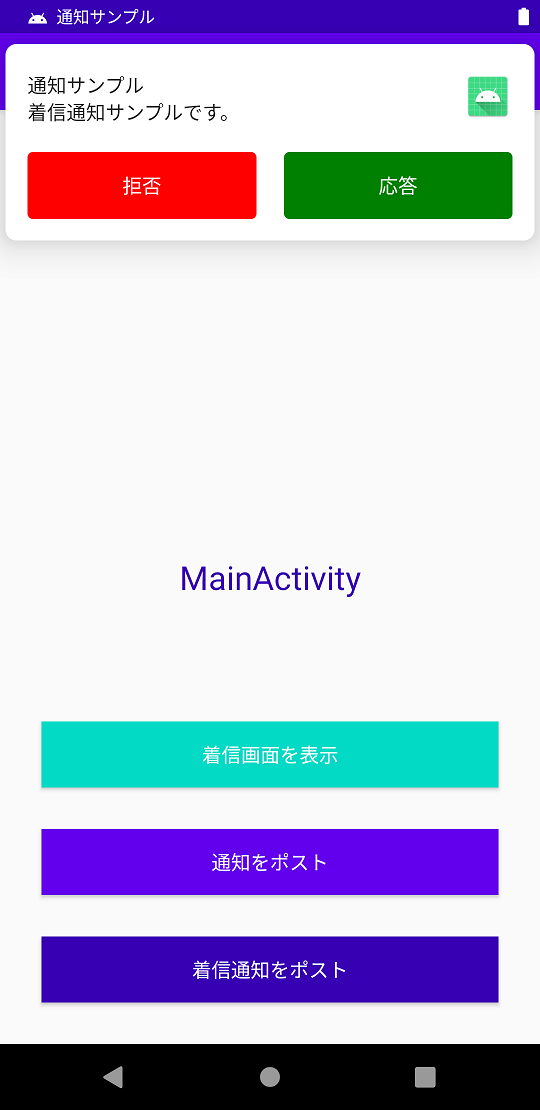 通知サンプル
通知サンプル
着信通知サンプルです。
拒否
応答
MainActivity
着信画面を表示
通知をポスト
着信通知をポスト